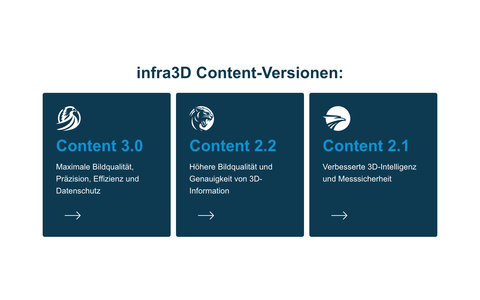 infra3D Content-Versionen:
Content 3.0
Maximale Bildqualität,
Präzision, Effizienz und
Datenschutz
Content 2.2
Höhere Bildqualität und
Genauigkeit von 3D-
Information
Content 2.1
Verbesserte 3D-Intelligenz
und Messsicherheit